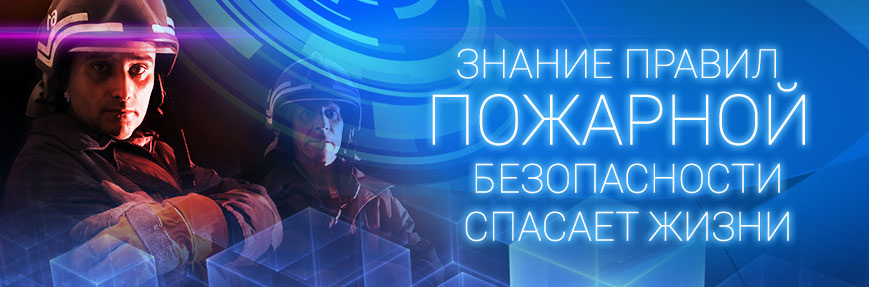 ЗНАНИЕ ПРАВИЛ
ПОЖАРНОЙ
БЕЗОПАСНОСТИ
СПАСАЕТ ЖИЗНИ